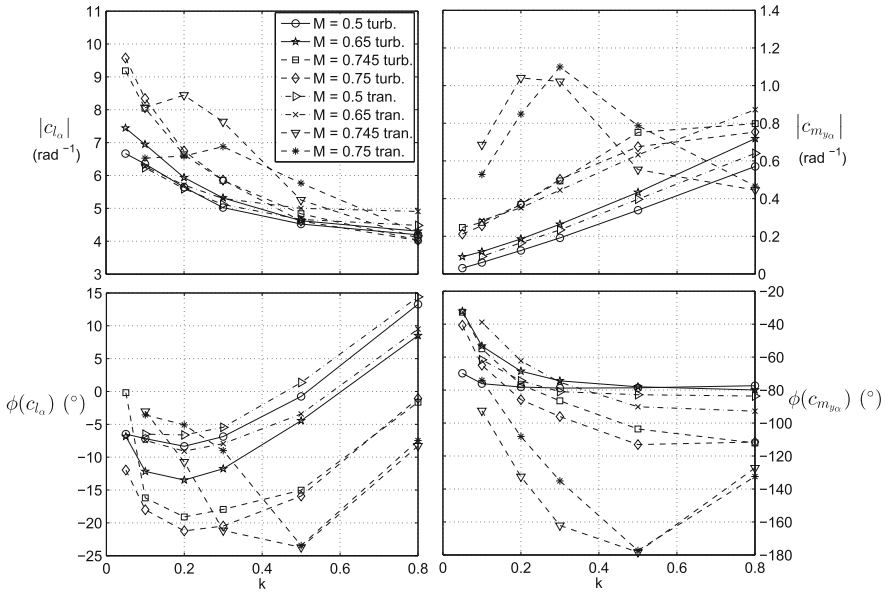 11
10
9
8
7
6
5
4
3
|c_{l_α}|
(rad ⁻¹)
M = 0.5 turb.
M = 0.65 turb.
M = 0.745 turb.
M = 0.75 turb.
M = 0.5 tran.
M = 0.65 tran.
M = 0.745 tran.
M = 0.75 tran.
1.4
1.2
1.0
0.8
0.6
0.4
0.2
0
|c_{m_{yα}}|
(rad ⁻¹)
15
10
5
0
−5
−10
−15
−20
−25
ϕ(c_{l_α}) (°)
0
0.2
0.4
0.6
0.8
k
−20
−40
−60
−80
−100
−120
−140
−160
−180
ϕ(c_{m_{yα}}) (°)
0
0.2
0.4
0.6
0.8
k